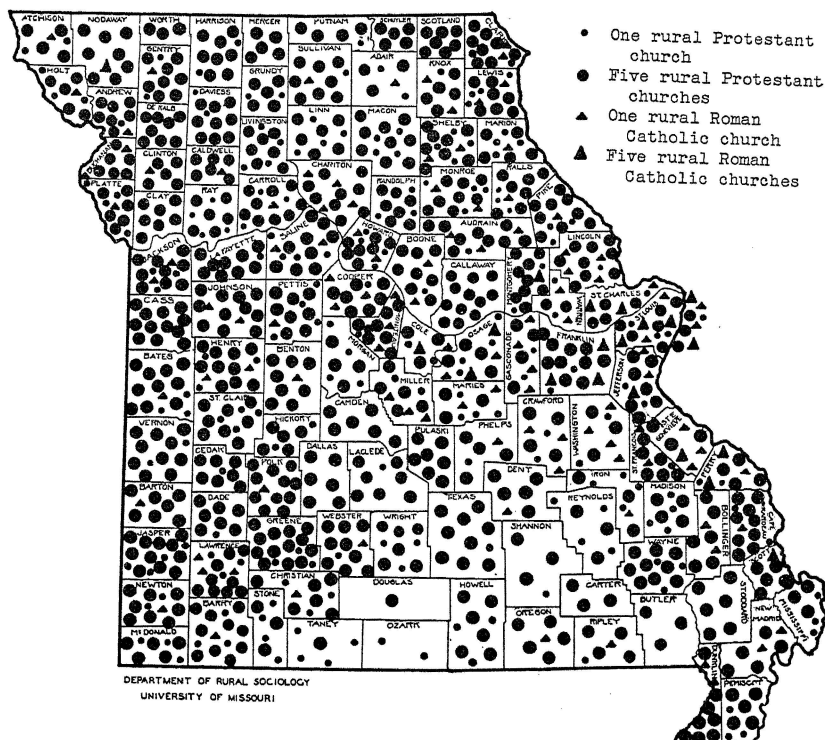 One rural Protestant
church
Five rural Protestant
churches
One rural Roman
Catholic church
Five rural Roman
Catholic churches
ATCHISON
NODAWAY
WORTH
HARRISON
MERCER
PUTNAM
SCHUYLER
SCOTLAND
CLARK
HOLT
GENTRY
SULLIVAN
ADAIR
KNOX
LEWIS
ANDREW
DE KALB
DAVIESS
GRUNDY
LINN
MACON
SHELBY
MARION
BUCHANAN
CLINTON
CALDWELL
LIVINGSTON
CHARITON
RANDOLPH
MONROE
RALLS
PIKE
PLATTE
CLAY
RAY
CARROLL
HOWARD
BOONE
AUDRAIN
LINCOLN
JACKSON
LAFAYETTE
SALINE
COOPER
CALLAWAY
MONTGOMERY
WARREN
ST. CHARLES
ST. LOUIS
CASS
JOHNSON
PETTIS
MONITEAU
COLE
OSAGE
GASCONADE
FRANKLIN
JEFFERSON
BATES
HENRY
BENTON
MORGAN
MILLER
MARIES
CRAWFORD
WASHINGTON
ST. FRANCOIS
STE GENEVIEVE
PERRY
VERNON
ST. CLAIR
HICKORY
CAMDEN
PULASKI
PHELPS
CEDAR
POLK
DALLAS
LACLEDE
DENT
IRON
MADISON
BOLLINGER
CAPE GIRARDEAU
BARTON
DADE
TEXAS
REYNOLDS
JASPER
GREENE
WEBSTER
WRIGHT
SHANNON
WAYNE
LAWRENCE
NEWTON
CHRISTIAN
DOUGLAS
HOWELL
CARTER
BUTLER
STODDARD
NEW MADRID
MISSISSIPPI
BARRY
STONE
TANEY
OZARK
OREGON
RIPLEY
MCDONALD
DUNKLIN
PEMISCOT
DEPARTMENT OF RURAL SOCIOLOGY
UNIVERSITY OF MISSOURI